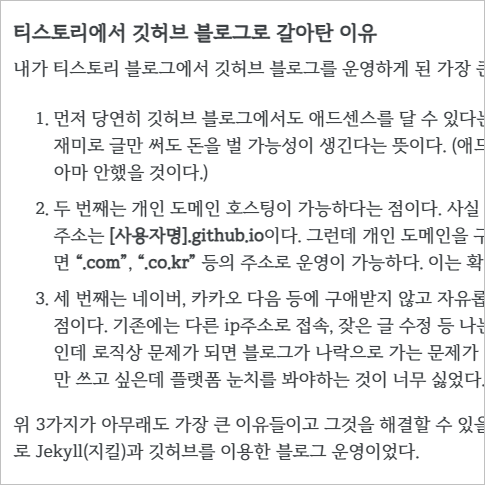 티스토리에서 깃허브 블로그로 갈아탄 이유
내가 티스토리 블로그에서 깃허브 블로그를 운영하게 된 가장
1. 먼저 당연히 깃허브 블로그에서도 애드센스를 달 수 있다는
재미로 글만 써도 돈을 벌 가능성이 생긴다는 뜻이다. (애드
아마 안했을 것이다.)
2. 두 번째는 개인 도메인 호스팅이 가능하다는 점이다. 사실
주소는 [사용자명].github.io이다. 그런데 개인 도메인을 구
면 “.com”, “.co.kr” 등의 주소로 운영이 가능하다. 이는 확
3. 세 번째는 네이버, 카카오 다음 등에 구애받지 않고 자유롭
점이다. 기존에는 다른 ip주소로 접속, 잦은 글 수정 등 나는
인데 로직상 문제가 되면 블로그가 나락으로 가는 문제가
만 쓰고 싶은데 플랫폼 눈치를 봐야하는 것이 너무 싫었다.
위 3가지가 아무래도 가장 큰 이유들이고 그것을 해결할 수 있을
로 Jekyll(지킬)과 깃허브를 이용한 블로그 운영이었다.